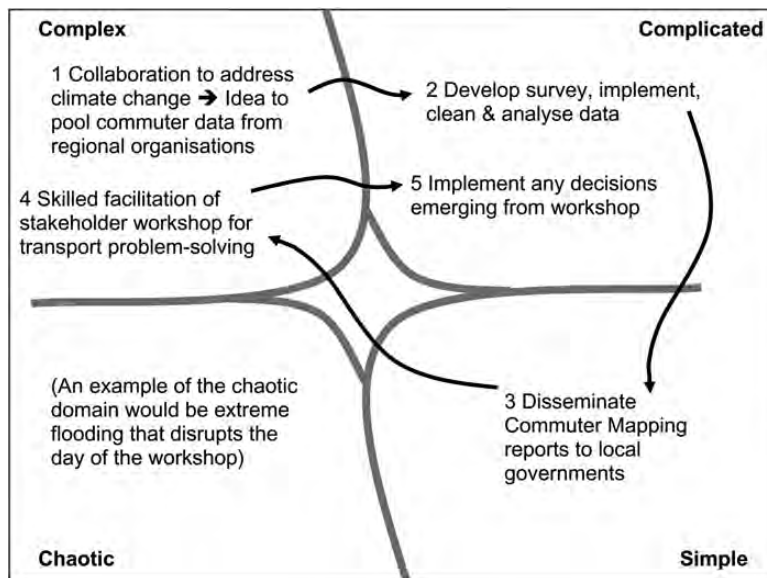 Complex
Complicated
1 Collaboration to address
climate change ➔ Idea to
pool commuter data from
regional organisations
2 Develop survey, implement,
clean & analyse data
4 Skilled facilitation of
stakeholder workshop for
transport problem-solving
5 Implement any decisions
emerging from workshop
(An example of the chaotic
domain would be extreme
flooding that disrupts the
day of the workshop)
3 Disseminate
Commuter Mapping
reports to local
governments
Chaotic
Simple